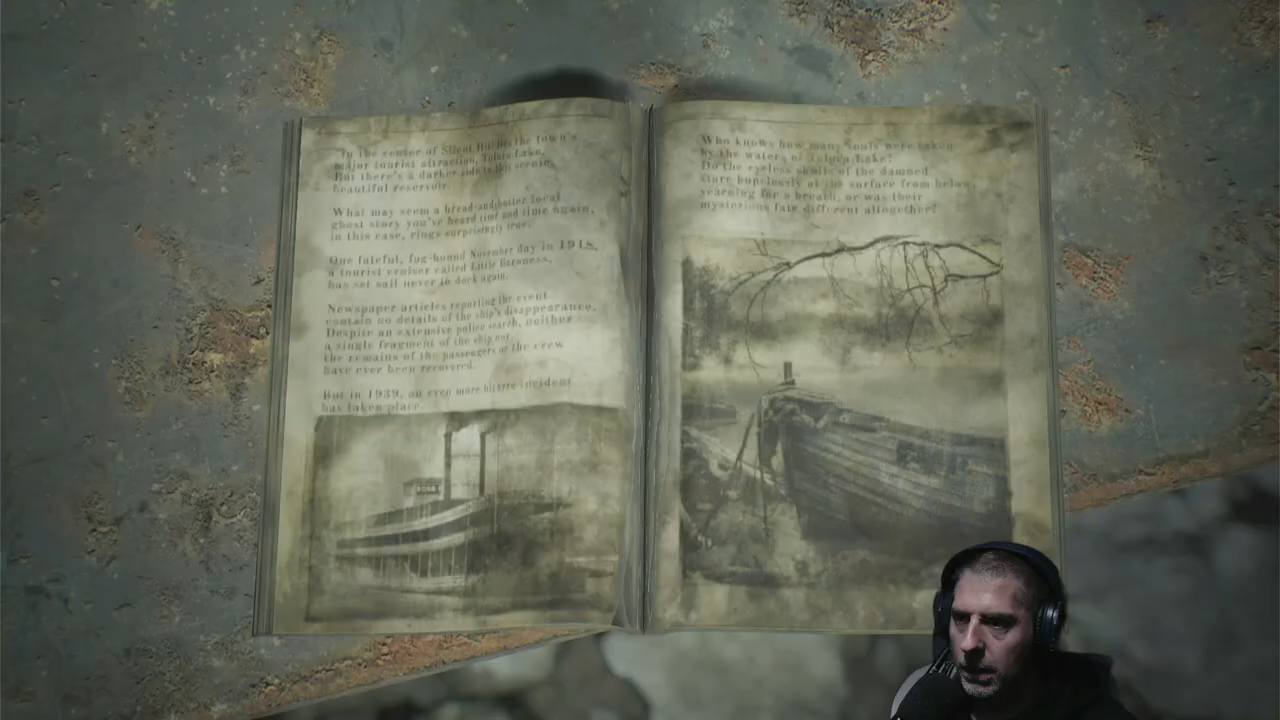 In the center of Silent Hill lies the town's
major tourist attraction, Toluca Lake.
But there's a darker side to this scenic,
beautiful reservoir.
What may seem a bread-and-butter local
ghost story you've heard time and time again,
in this case, rings surprisingly true.
One fateful, fog-bound November day in 1918,
a tourist cruiser called Little Baroness,
has set sail never to dock again.
Newspaper articles reporting the event
contain no details of the ship's disappearance.
Despite an extensive police search, neither
a single fragment of the ship nor
the remains of the passengers or the crew
have ever been recovered.
But in 1939, an even more bizarre incident
has taken place.
Who knows how many souls were taken
by the waters of Toluca Lake?
Do the eyeless skulls of the damned
stare hopelessly at the surface from below,
yearning for a breath, or was their
mysterious fate different altogether?